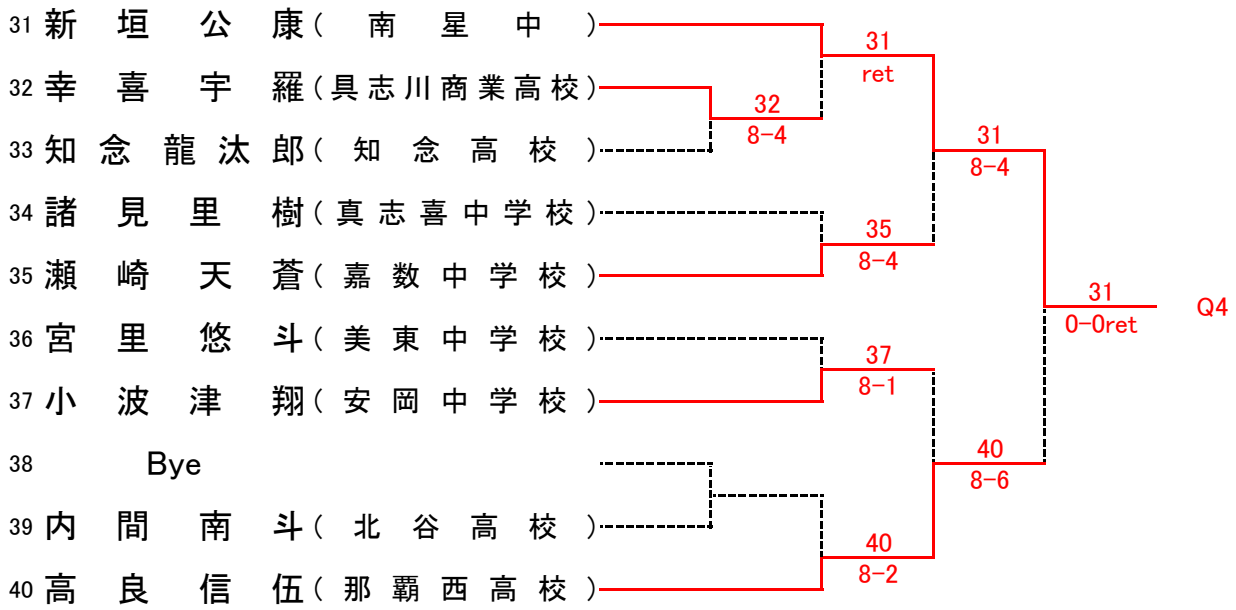 31 新垣公康(南星中)
31
ret
32 幸喜宇羅(具志川商業高校)
32
8-4
33 知念龍汰郎(知念高校)
31
8-4
34 諸見里樹(真志喜中学校)
35
8-4
35 瀬崎天蒼(嘉数中学校)
31
0-0ret
Q4
36 宮里悠斗(美東中学校)
37
8-1
37 小波津翔(安岡中学校)
38 Bye
40
8-6
39 内間南斗(北谷高校)
40
8-2
40 高良信伍(那覇西高校)